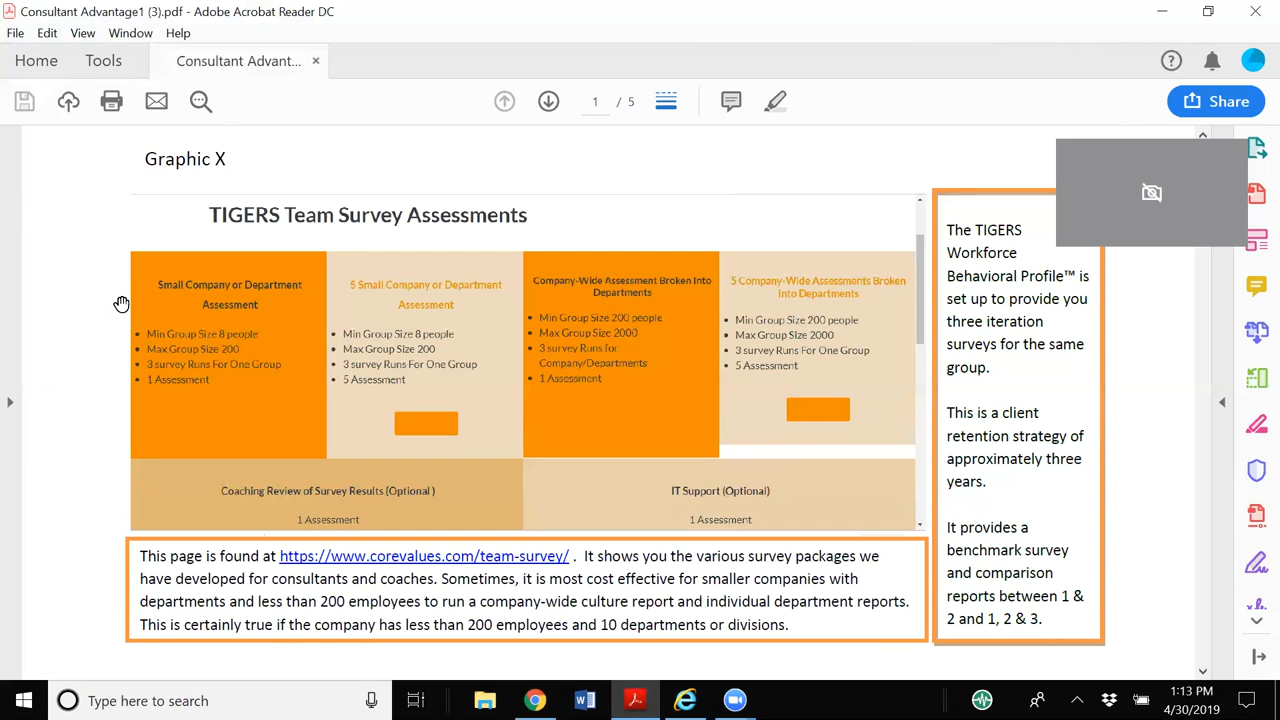 Consultant Advantage1 (3).pdf - Adobe Acrobat Reader DC
File Edit View Window Help
Home Tools Consultant Advant... ×
1 / 5
Share
Graphic X
TIGERS Team Survey Assessments
Small Company or Department
Assessment
• Min Group Size 8 people
• Max Group Size 200
• 3 survey Runs For One Group
• 1 Assessment
5 Small Company or Department
Assessment
• Min Group Size 8 people
• Max Group Size 200
• 3 survey Runs For One Group
• 5 Assessment
Company-Wide Assessment Broken Into
Departments
• Min Group Size 200 people
• Max Group Size 2000
• 3 survey Runs for
Company/Departments
• 1 Assessment
5 Company-Wide Assessments Broken
Into Departments
• Min Group Size 200 people
• Max Group Size 2000
• 3 survey Runs For One Group
• 5 Assessment
Coaching Review of Survey Results (Optional )
1 Assessment
IT Support (Optional)
1 Assessment
The TIGERS
Workforce
Behavioral Profile™ is
set up to provide you
three iteration
surveys for the same
group.
This is a client
retention strategy of
approximately three
years.
It provides a
benchmark survey
and comparison
reports between 1 &
2 and 1, 2 & 3.
This page is found at https://www.corevalues.com/team-survey/ . It shows you the various survey packages we
have developed for consultants and coaches. Sometimes, it is most cost effective for smaller companies with
departments and less than 200 employees to run a company-wide culture report and individual department reports.
This is certainly true if the company has less than 200 employees and 10 departments or divisions.
Type here to search
1:13 PM
4/30/2019